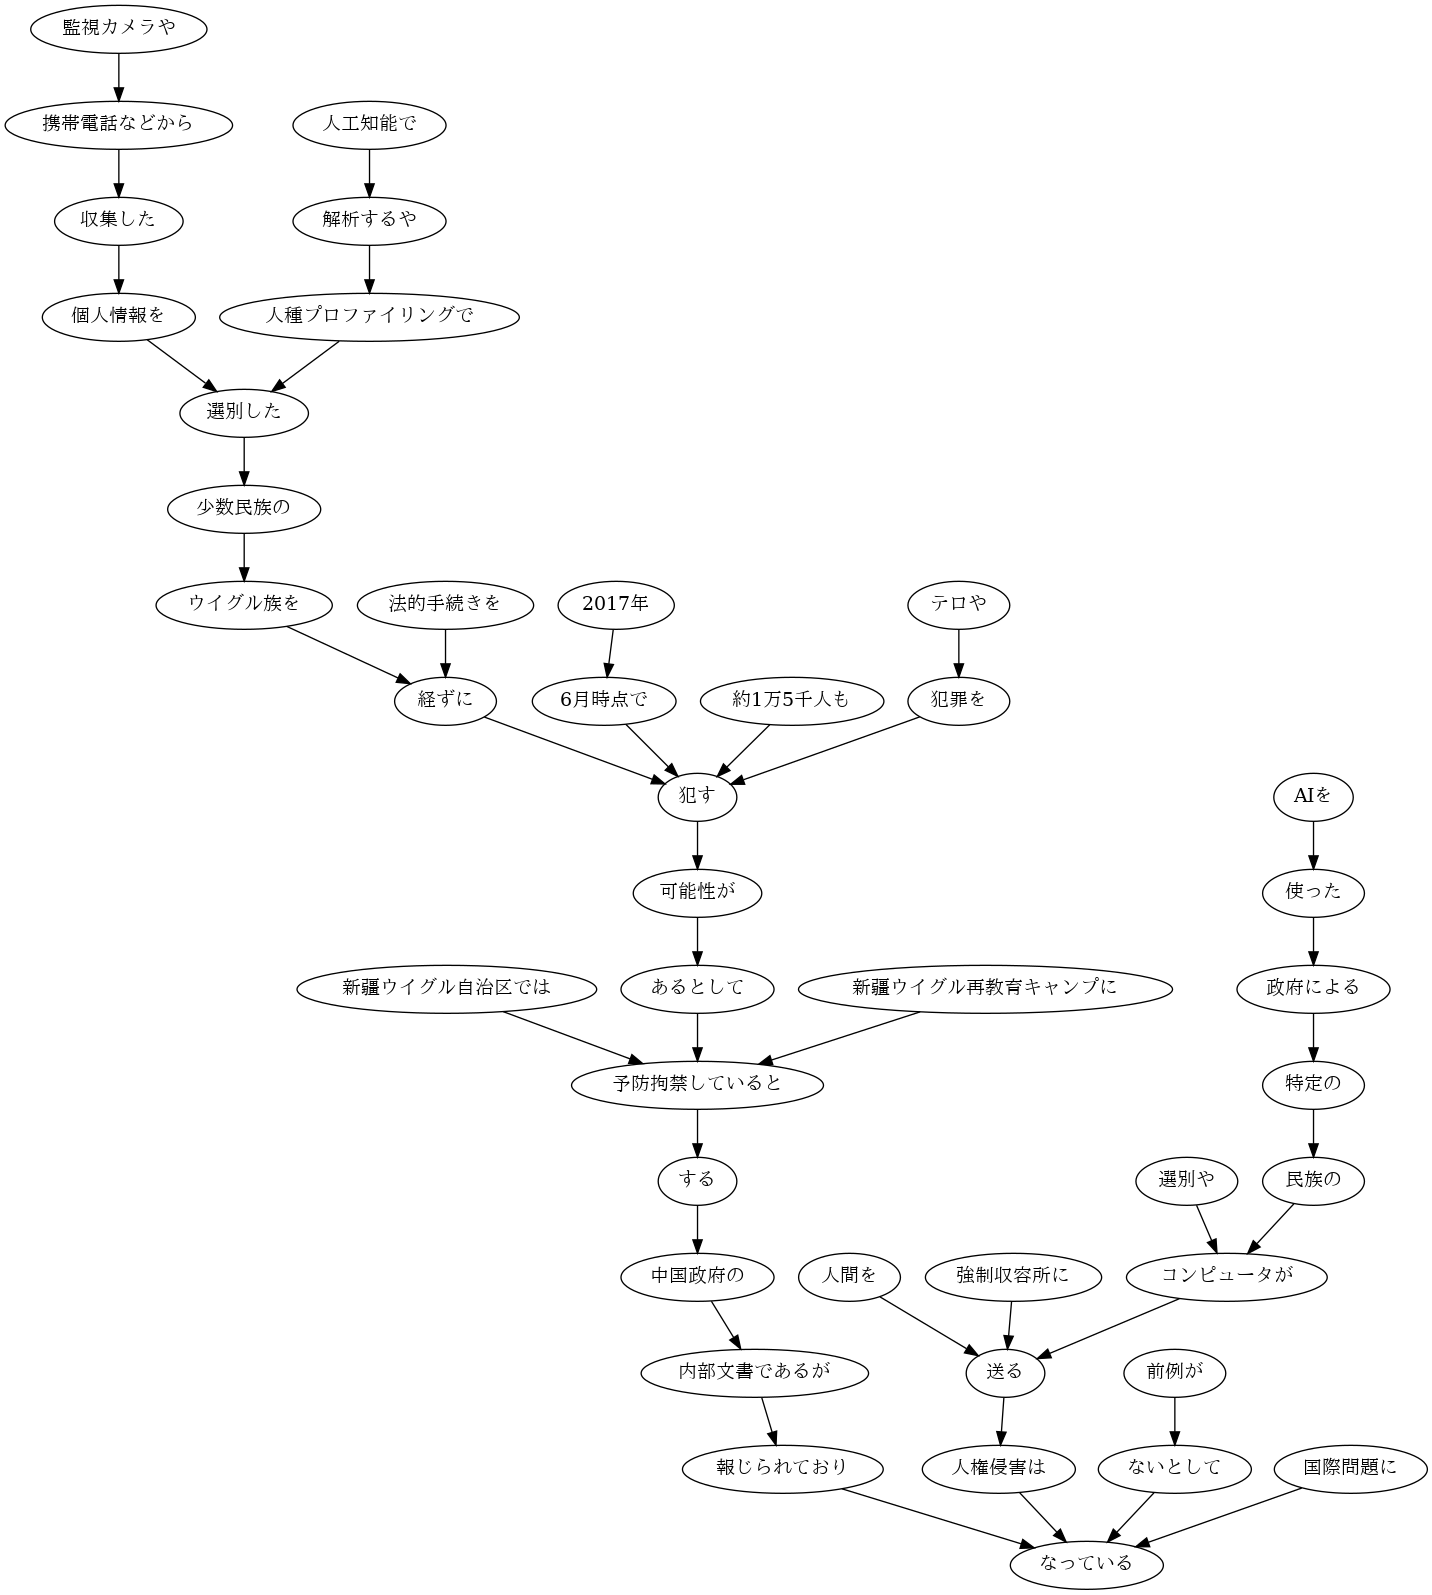 監視カメラや
携帯電話などから
人工知能で
収集した
解析するや
個人情報を
人種プロファイリングで
選別した
少数民族の
ウイグル族を
法的手続きを
2017年
テロや
経ずに
6月時点で
約1万5千人も
犯罪を
犯す
AIを
可能性が
使った
新疆ウイグル自治区では
あるとして
新疆ウイグル再教育キャンプに
政府による
予防拘禁していると
特定の
する
選別や
民族の
中国政府の
人間を
強制収容所に
コンピュータが
内部文書であるが
送る
前例が
報じられており
人権侵害は
ないとして
国際問題に
なっている